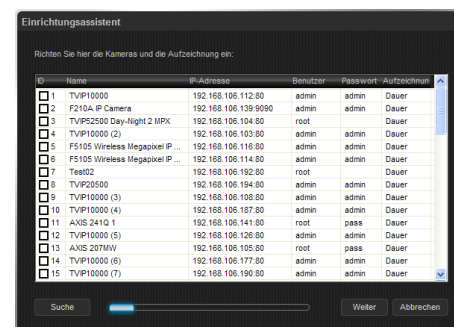 Einrichtungsassistent
Richten Sie hier die Kameras und die Aufzeichnung ein:
ID Name IP-Adresse Benutzer Passwort Aufzeichnun
1 TVIP10000 192.168.106.112:80 admin admin Dauer
2 F210A IP Camera 192.168.106.139:9090 admin admin Dauer
3 TVIP52500 Day-Night 2 MPX 192.168.106.104:80 root Dauer
4 TVIP10000 (2) 192.168.106.103:80 admin admin Dauer
5 F5105 Wireless Megapixel IP ... 192.168.106.116:80 admin admin Dauer
6 F5105 Wireless Megapixel IP ... 192.168.106.114:80 admin admin Dauer
7 Test02 192.168.106.192:80 root Dauer
8 TVIP20500 192.168.106.194:80 admin admin Dauer
9 TVIP10000 (3) 192.168.106.108:80 admin admin Dauer
10 TVIP10000 (4) 192.168.106.187:80 admin admin Dauer
11 AXIS 241Q 1 192.168.106.141:80 root pass Dauer
12 TVIP10000 (5) 192.168.106.126:80 admin admin Dauer
13 AXIS 207MW 192.168.106.105:80 root pass Dauer
14 TVIP10000 (6) 192.168.106.177:80 admin admin Dauer
15 TVIP10000 (7) 192.168.106.190:80 admin admin Dauer
Suche Weiter Abbrechen